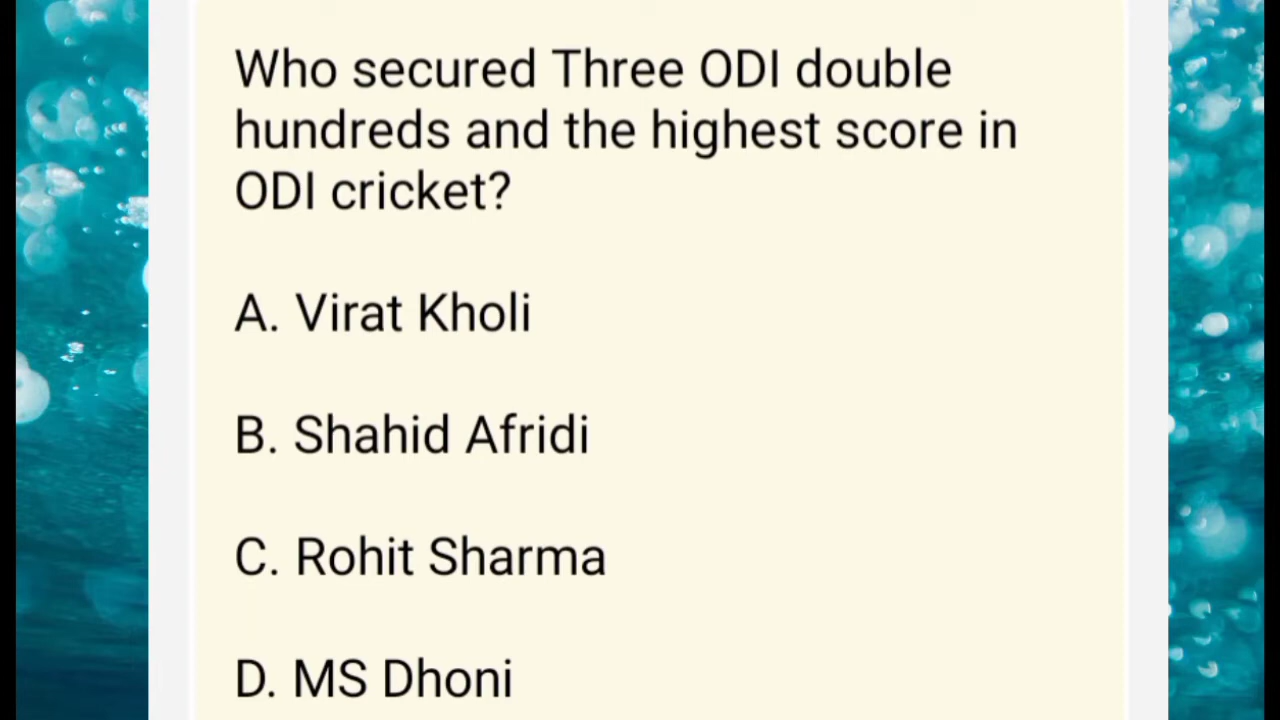 Who secured Three ODI double
hundreds and the highest score in
ODI cricket?
A. Virat Kholi
B. Shahid Afridi
C. Rohit Sharma
D. MS Dhoni